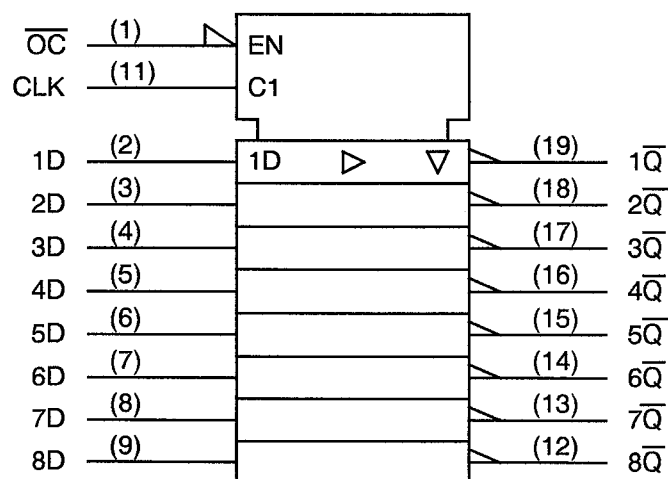 O̅C̅ (1) EN
CLK (11) C1
1D (2) 1D (19) 1Q̅
2D (3) (18) 2Q̅
3D (4) (17) 3Q̅
4D (5) (16) 4Q̅
5D (6) (15) 5Q̅
6D (7) (14) 6Q̅
7D (8) (13) 7Q̅
8D (9) (12) 8Q̅